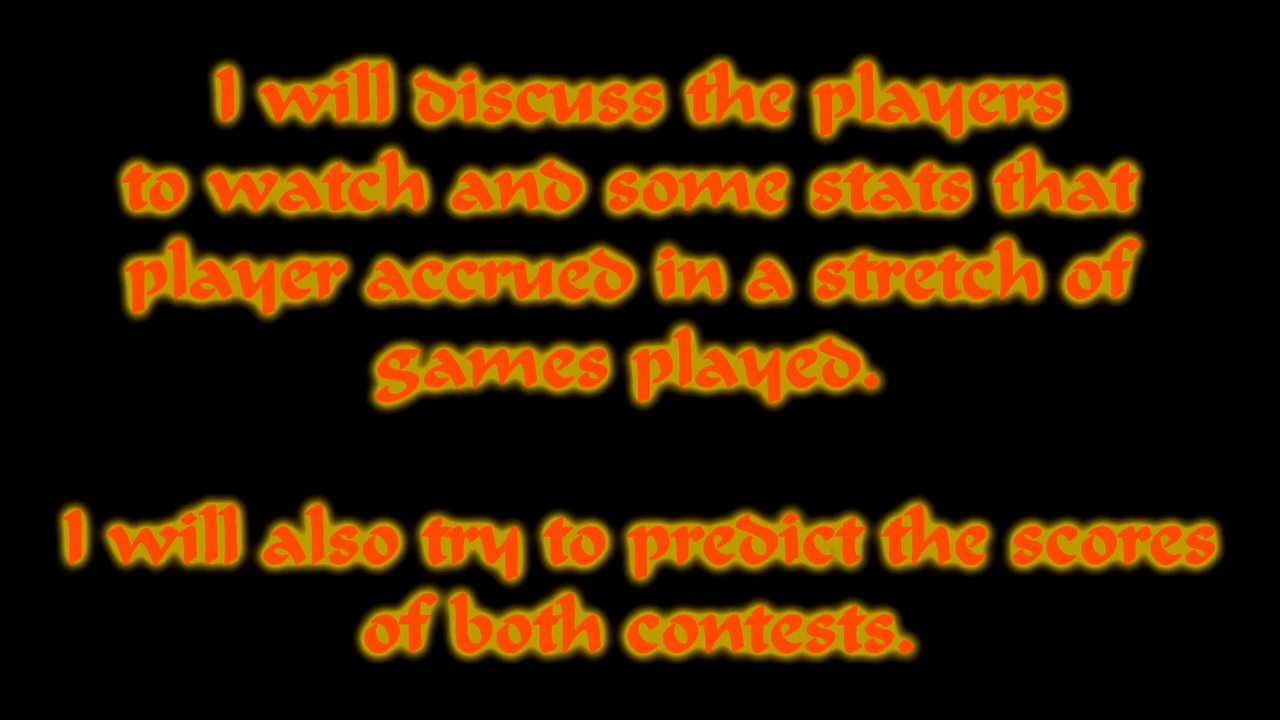 I will discuss the players
to watch and some stats that
player accrued in a stretch of
games played.
I will also try to predict the scores
of both contests.